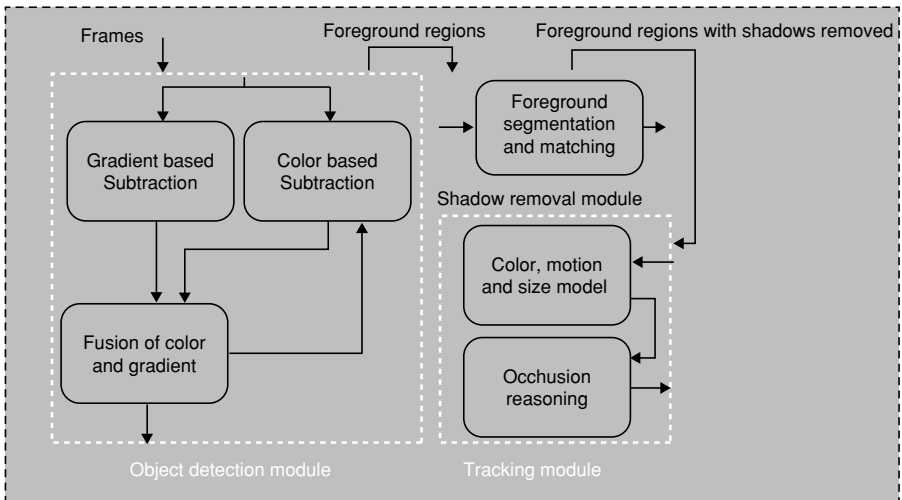 Frames
Foreground regions
Foreground regions with shadows removed
Gradient based
Subtraction
Color based
Subtraction
Foreground
segmentation
and matching
Shadow removal module
Color, motion
and size model
Fusion of color
and gradient
Occhusion
reasoning
Object detection module
Tracking module